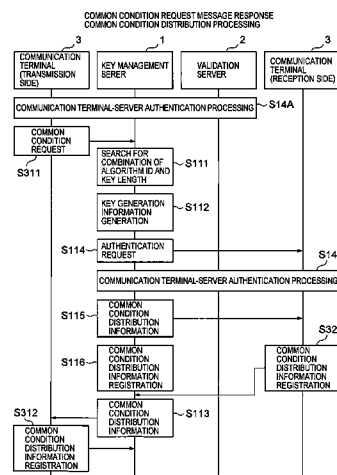 COMMON CONDITION REQUEST MESSAGE RESPONSE
COMMON CONDITION DISTRIBUTION PROCESSING
3
1
2
3
COMMUNICATION
TERMINAL
(TRANSMISSION
SIDE)
KEY MANAGEMENT
SERER
VALIDATION
SERVER
COMMUNICATION
TERMINAL
(RECEPTION SIDE)
COMMUNICATION TERMINAL-SERVER AUTHENTICATION PROCESSING
S14A
COMMON
CONDITION
REQUEST
S311
SEARCH FOR
COMBINATION OF
ALGORITHM ID AND
KEY LENGTH
S111
KEY GENERATION
INFORMATION
GENERATION
S112
S114
AUTHENTICATION
REQUEST
S14
COMMUNICATION TERMINAL-SERVER AUTHENTICATION PROCESSING
S115
COMMON
CONDITION
DISTRIBUTION
INFORMATION
S116
COMMON
CONDITION
DISTRIBUTION
INFORMATION
REGISTRATION
S32
COMMON
CONDITION
DISTRIBUTION
INFORMATION
REGISTRATION
COMMON
CONDITION
DISTRIBUTION
INFORMATION
S113
S312
COMMON
CONDITION
DISTRIBUTION
INFORMATION
REGISTRATION